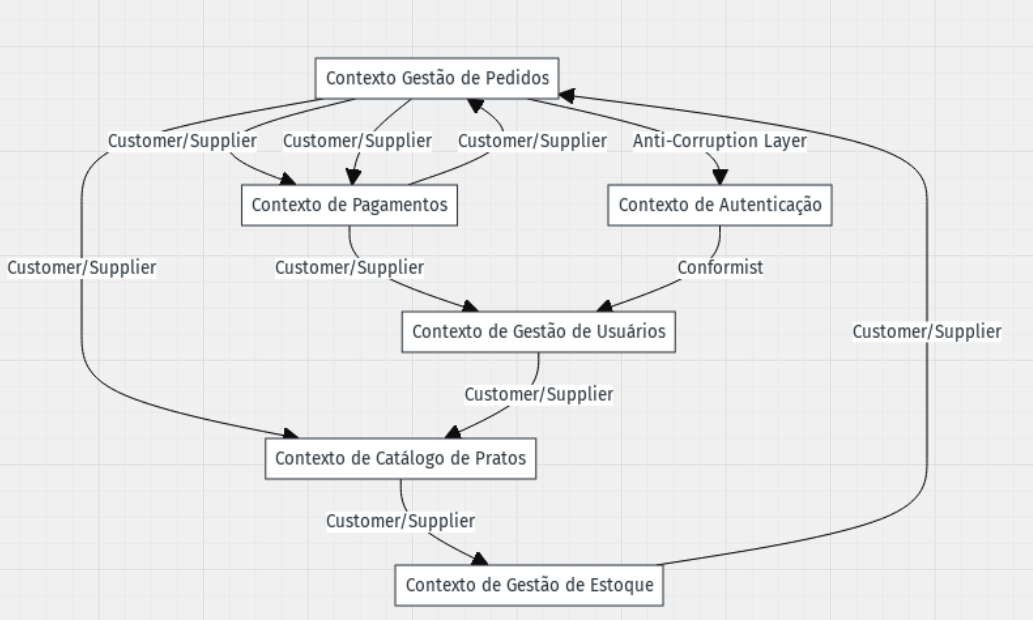 Contexto Gestão de Pedidos
Customer/Supplier
Customer/Supplier
Customer/Supplier
Anti-Corruption Layer
Contexto de Pagamentos
Contexto de Autenticação
Customer/Supplier
Customer/Supplier
Conformist
Contexto de Gestão de Usuários
Customer/Supplier
Customer/Supplier
Contexto de Catálogo de Pratos
Customer/Supplier
Contexto de Gestão de Estoque